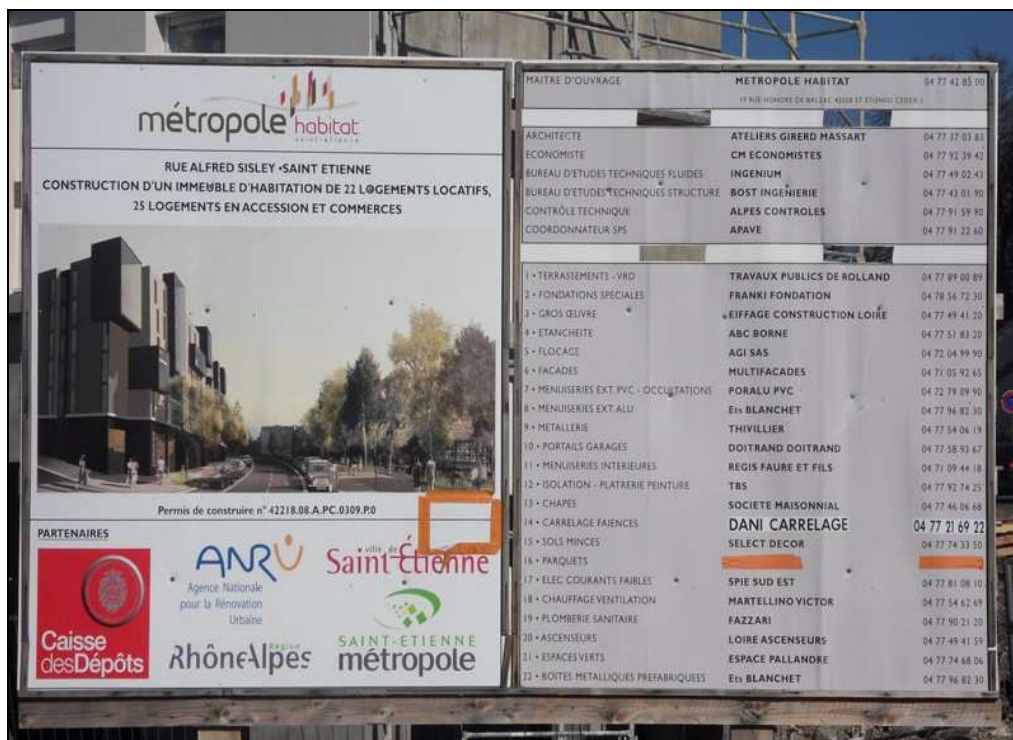 métropole habitat
saint-etienne
RUE ALFRED SISLEY • SAINT ETIENNE
CONSTRUCTION D'UN IMMEUBLE D'HABITATION DE 22 LOGEMENTS LOCATIFS,
25 LOGEMENTS EN ACCESSION ET COMMERCES
Permis de construire n° 42218.08.A.PC.0309.P.0
PARTENAIRES
Caisse
desDépôts
ANRU
Agence Nationale
pour la Rénovation
Urbaine
ville de
Saint-Étienne
Région
RhôneAlpes
SAINT-ETIENNE
métropole
MAITRE D'OUVRAGE METROPOLE HABITAT 04 77 42 85 00
19 RUE HONORE DE BALZAC 42028 ST ETIENNE CEDEX 1
ARCHITECTE ATELIERS GIRERD MASSART 04 77 37 03 83
ECONOMISTE CM ECONOMISTES 04 77 92 39 42
BUREAU D'ETUDES TECHNIQUES FLUIDES INGENIUM 04 77 49 02 43
BUREAU D'ETUDES TECHNIQUES STRUCTURE BOST INGENIERIE 04 77 43 01 90
CONTRÔLE TECHNIQUE ALPES CONTROLES 04 77 91 59 90
COORDONNATEUR SPS APAVE 04 77 91 22 60
1 • TERRASSEMENTS - VRD TRAVAUX PUBLICS DE ROLLAND 04 77 89 00 89
2 • FONDATIONS SPECIALES FRANKI FONDATION 04 78 56 72 30
3 • GROS ŒUVRE EIFFAGE CONSTRUCTION LOIRE 04 77 49 41 20
4 • ETANCHEITE ABC BORNE 04 77 51 83 20
5 • FLOCAGE AGI SAS 04 72 04 99 90
6 • FACADES MULTIFACADES 04 71 05 92 65
7 • MENUISERIES EXT. PVC - OCCULTATIONS PORALU PVC 04 72 79 09 90
8 • MENUISERIES EXT ALU Ets BLANCHET 04 77 96 82 30
9 • METALLERIE THIVILLIER 04 77 54 06 19
10 • PORTAILS GARAGES DOITRAND DOITRAND 04 77 58 93 67
11 • MENUISERIES INTERIEURES REGIS FAURE ET FILS 04 71 09 44 18
12 • ISOLATION - PLATRERIE PEINTURE TBS 04 77 92 74 25
13 • CHAPES SOCIETE MAISONNIAL 04 77 46 06 68
14 • CARRELAGE FAIENCES DANI CARRELAGE 04 77 21 69 22
15 • SOLS MINCES SELECT DECOR 04 77 74 33 50
16 • PARQUETS
17 • ELEC COURANTS FAIBLES SPIE SUD EST 04 77 81 08 10
18 • CHAUFFAGE VENTILATION MARTELLINO VICTOR 04 77 54 62 69
19 • PLOMBERIE SANITAIRE FAZZARI 04 77 90 21 20
20 • ASCENSEURS LOIRE ASCENSEURS 04 77 49 41 59
21 • ESPACES VERTS ESPACE PALLANDRE 04 77 74 68 06
22 • BOITES METALLIQUES PREFABRIQUEES Ets BLANCHET 04 77 96 82 30